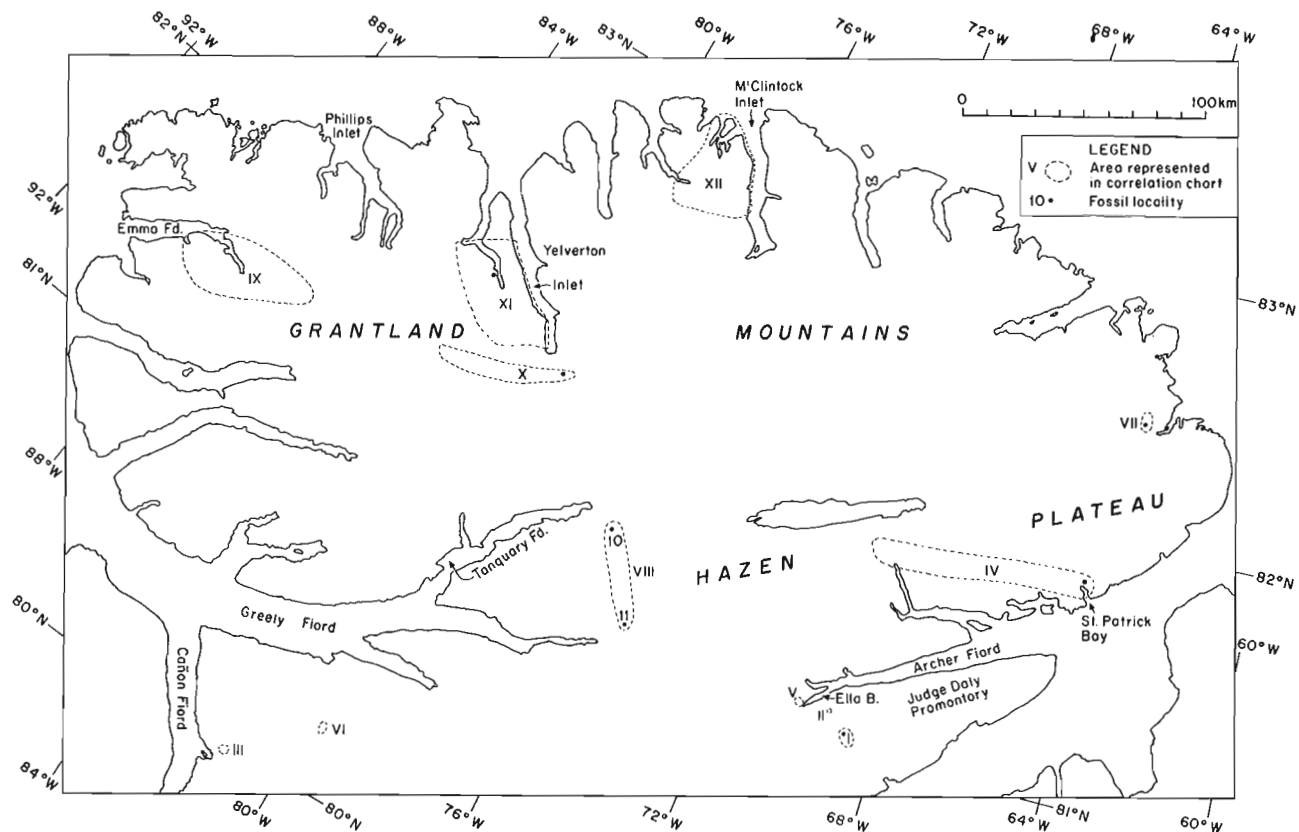 92°W
82°N
88°W
84°W
83°N
80°W
76°W
72°W
68°W
64°W
M'Clintock
Inlet
0
100km
Phillips
Inlet
LEGEND
V
Area represented
in correlation chart
10
Fossil locality
XII
92°W
Emma Fd.
IX
81°N
Yelverton
Inlet
XI
83°N
GRANTLAND
MOUNTAINS
X
88°W
VII
PLATEAU
Tanquary Fd.
10
VIII
11
HAZEN
IV
82°N
80°N
Greely Fiord
St. Patrick
Bay
60°W
Cañon Fiord
Archer Fiord
V
Ella B.
Judge Daly
Promontory
II
I
VI
III
84°W
80°W
80°N
76°W
72°W
68°W
81°N
64°W
60°W